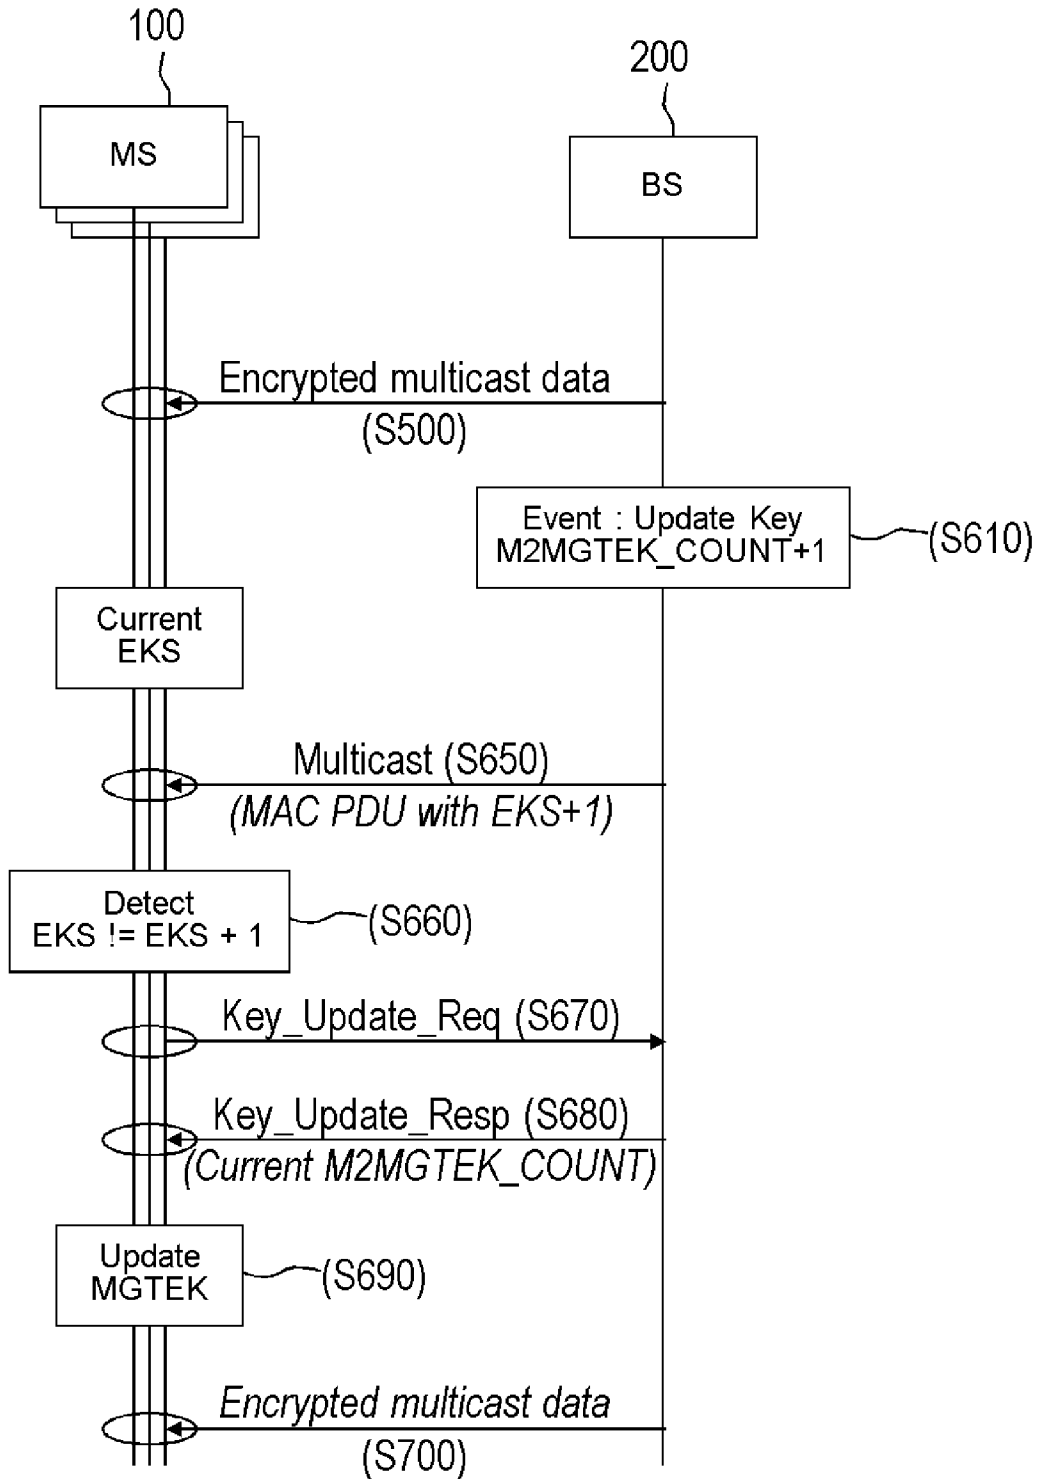 100
200
MS
BS
Encrypted multicast data
(S500)
Event : Update Key
M2MGTEK_COUNT+1
(S610)
Current
EKS
Multicast (S650)
(MAC PDU with EKS+1)
Detect
EKS != EKS + 1
(S660)
Key_Update_Req (S670)
Key_Update_Resp (S680)
(Current M2MGTEK_COUNT)
Update
MGTEK
(S690)
Encrypted multicast data
(S700)